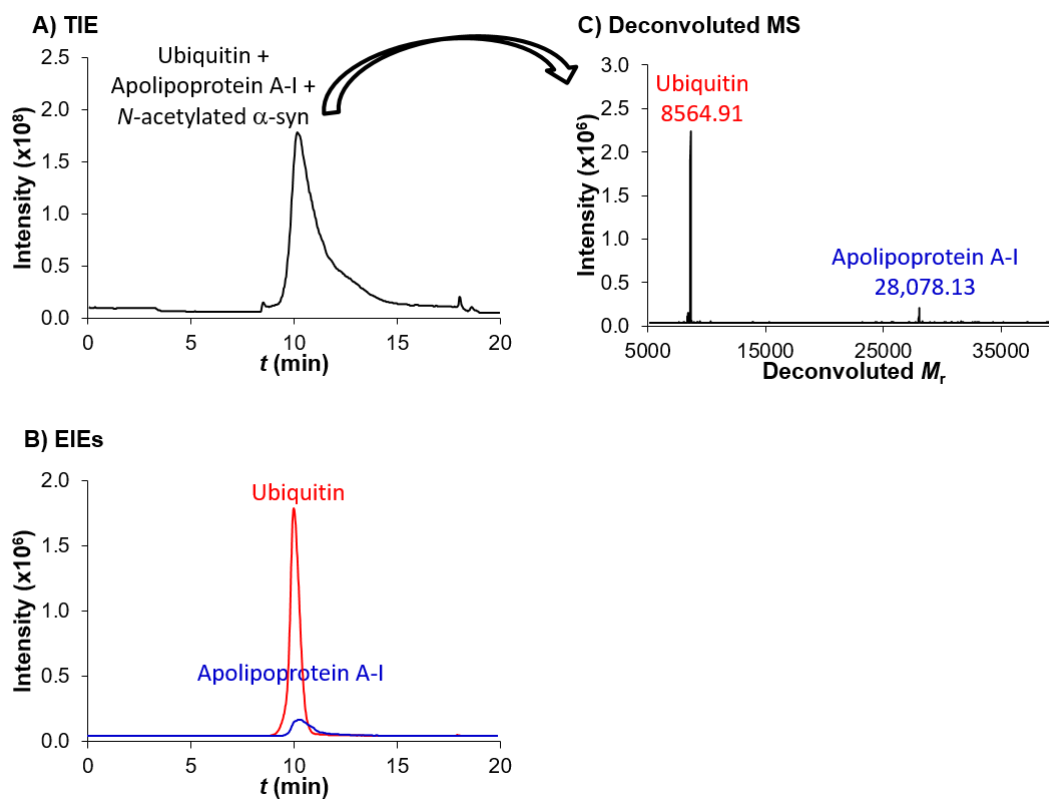 A) TIE
Ubiquitin +
Apolipoprotein A-I +
N-acetylated α-syn
2.5
2.0
1.5
1.0
0.5
0.0
Intensity (x10⁸)
0 5 10 15 20
t (min)
C) Deconvoluted MS
3.0
2.5
2.0
1.5
1.0
0.5
0.0
Intensity (x10⁶)
Ubiquitin
8564.91
Apolipoprotein A-I
28,078.13
5000 15000 25000 35000
Deconvoluted Mᵣ
B) EIEs
2.0
1.5
1.0
0.5
0.0
Intensity (x10⁶)
Ubiquitin
Apolipoprotein A-I
0 5 10 15 20
t (min)